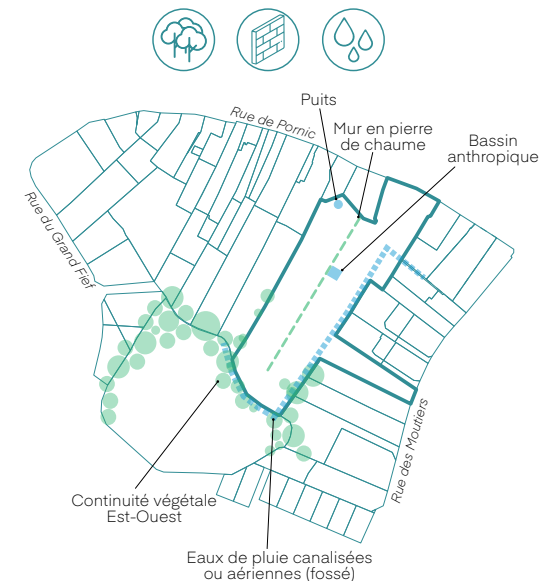 Puits
Rue de Pornic
Mur en pierre
de chaume
Bassin
anthropique
Rue du Grand Fief
Rue des Moutiers
Continuité végétale
Est-Ouest
Eaux de pluie canalisées
ou aériennes (fossé)